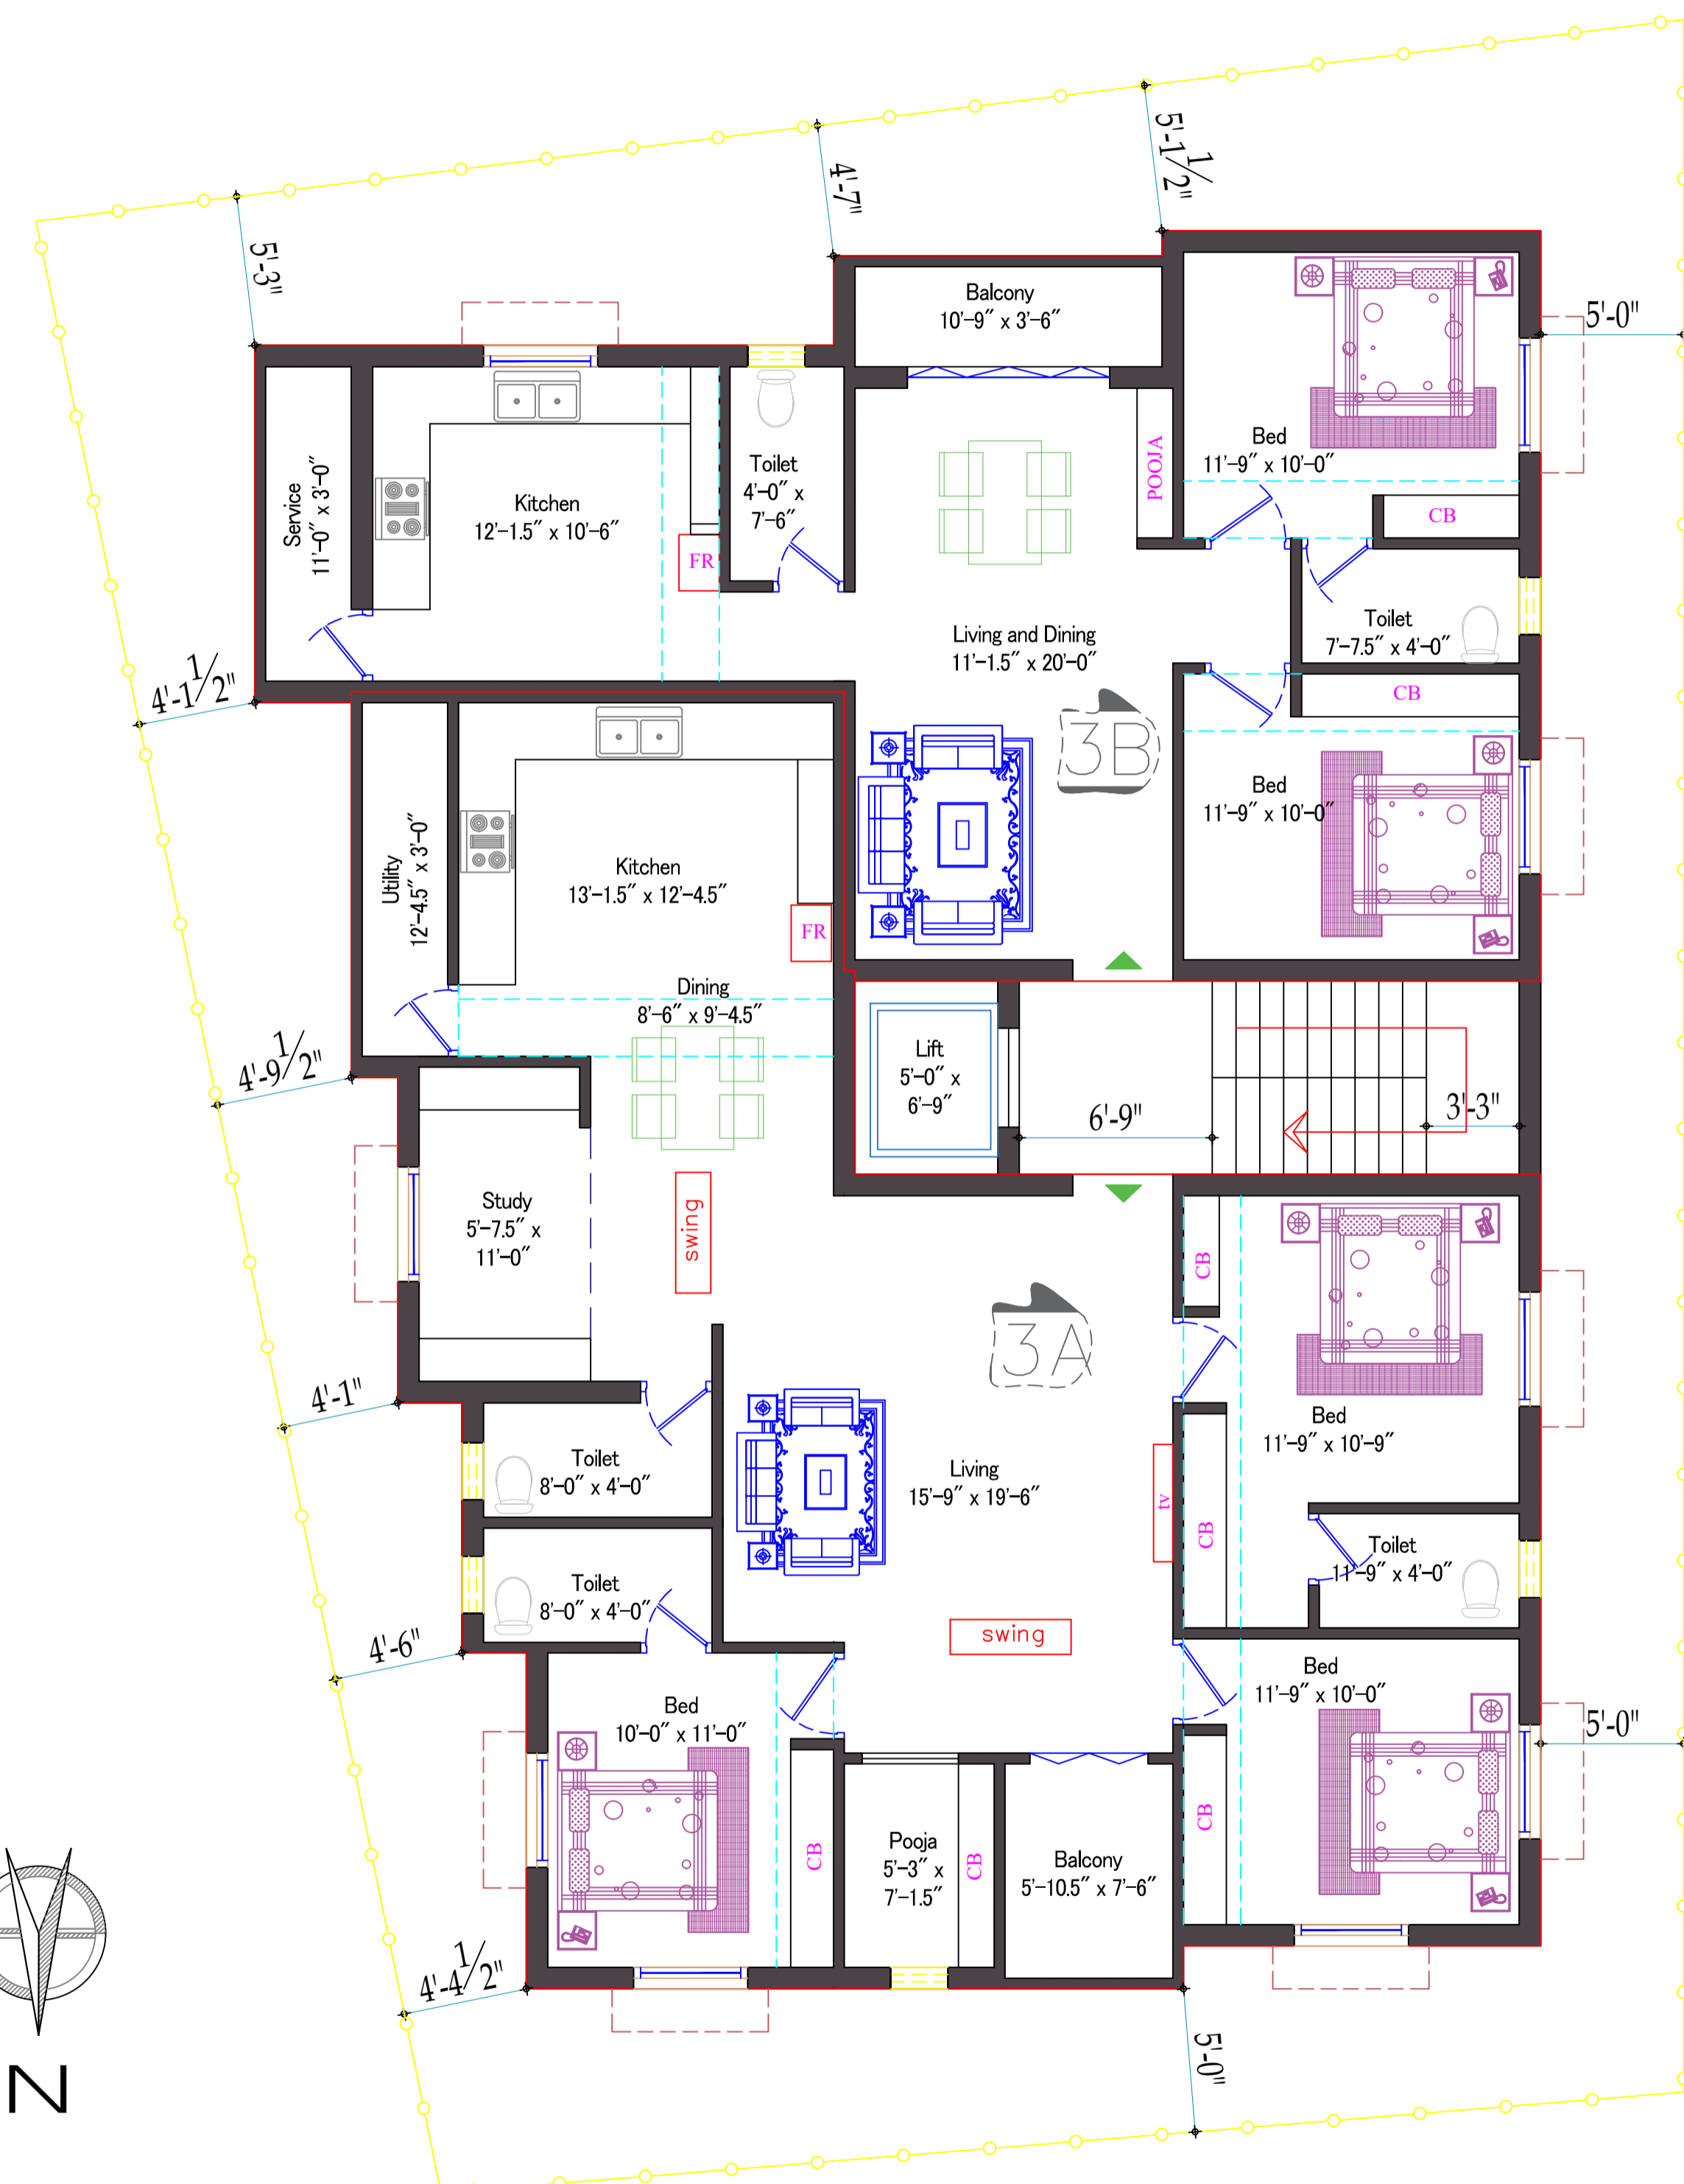 5'-1 1/2"
4'-7"
5'-3"
Balcony
10'-9" x 3'-6"
5'-0"
Bed
11'-9" x 10'-0"
CB
POOJA
Toilet
4'-0" x
7'-6"
Kitchen
12'-1.5" x 10'-6"
Service
11'-0" x 3'-0"
FR
Toilet
7'-7.5" x 4'-0"
Living and Dining
11'-1.5" x 20'-0"
CB
4'-1 1/2"
3B
Bed
11'-9" x 10'-0"
Utility
12'-4.5" x 3'-0"
Kitchen
13'-1.5" x 12'-4.5"
FR
Dining
8'-6" x 9'-4.5"
Lift
5'-0" x
6'-9"
6'-9"
3'-3"
4'-9 1/2"
Study
5'-7.5" x
11'-0"
swing
CB
3A
4'-1"
Bed
11'-9" x 10'-9"
Toilet
8'-0" x 4'-0"
Living
15'-9" x 19'-6"
tv
CB
Toilet
11'-9" x 4'-0"
Toilet
8'-0" x 4'-0"
swing
4'-6"
Bed
11'-9" x 10'-0"
Bed
10'-0" x 11'-0"
5'-0"
CB
CB
Pooja
5'-3" x
7'-1.5"
CB
Balcony
5'-10.5" x 7'-6"
4'-4 1/2"
5'-0"
N